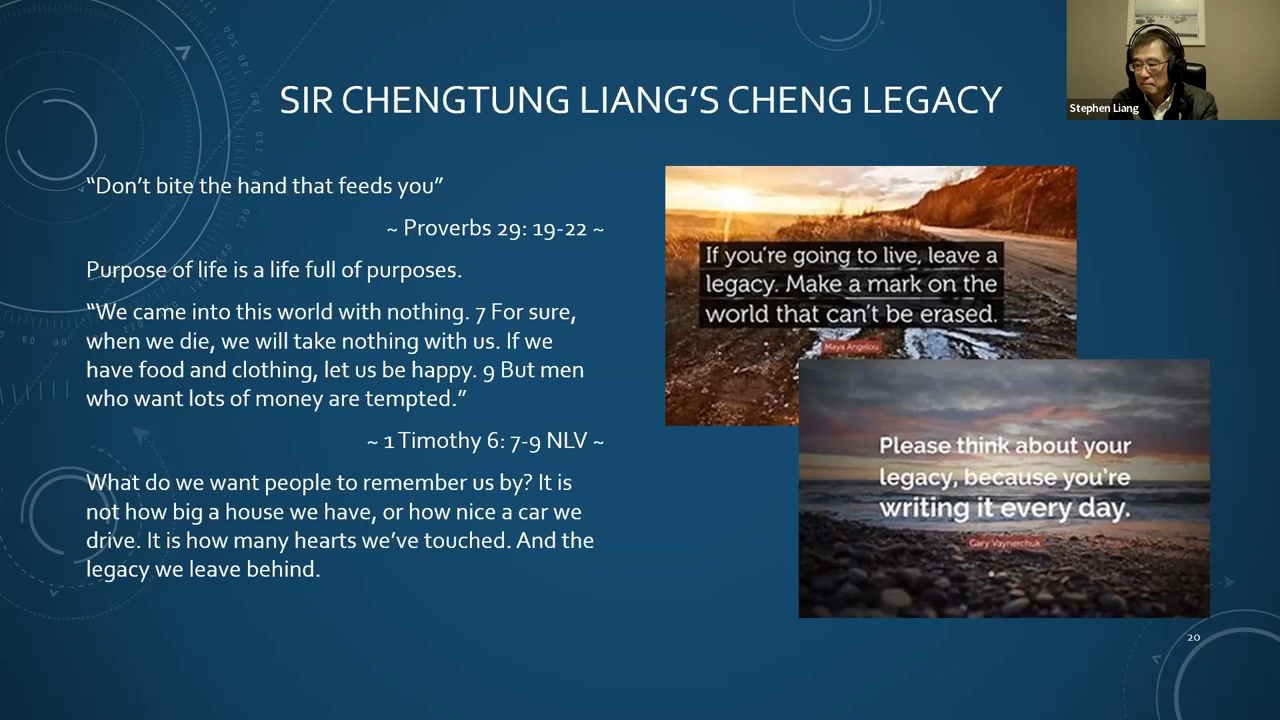 SIR CHENGTUNG LIANG’S CHENG LEGACY
Stephen Liang
“Don’t bite the hand that feeds you”
~ Proverbs 29: 19-22 ~
Purpose of life is a life full of purposes.
“We came into this world with nothing. 7 For sure,
when we die, we will take nothing with us. If we
have food and clothing, let us be happy. 9 But men
who want lots of money are tempted.”
~ 1 Timothy 6: 7-9 NLV ~
What do we want people to remember us by? It is
not how big a house we have, or how nice a car we
drive. It is how many hearts we’ve touched. And the
legacy we leave behind.
If you’re going to live, leave a
legacy. Make a mark on the
world that can’t be erased.
Maya Angelou
Please think about your
legacy, because you’re
writing it every day.
Gary Vaynerchuk
20